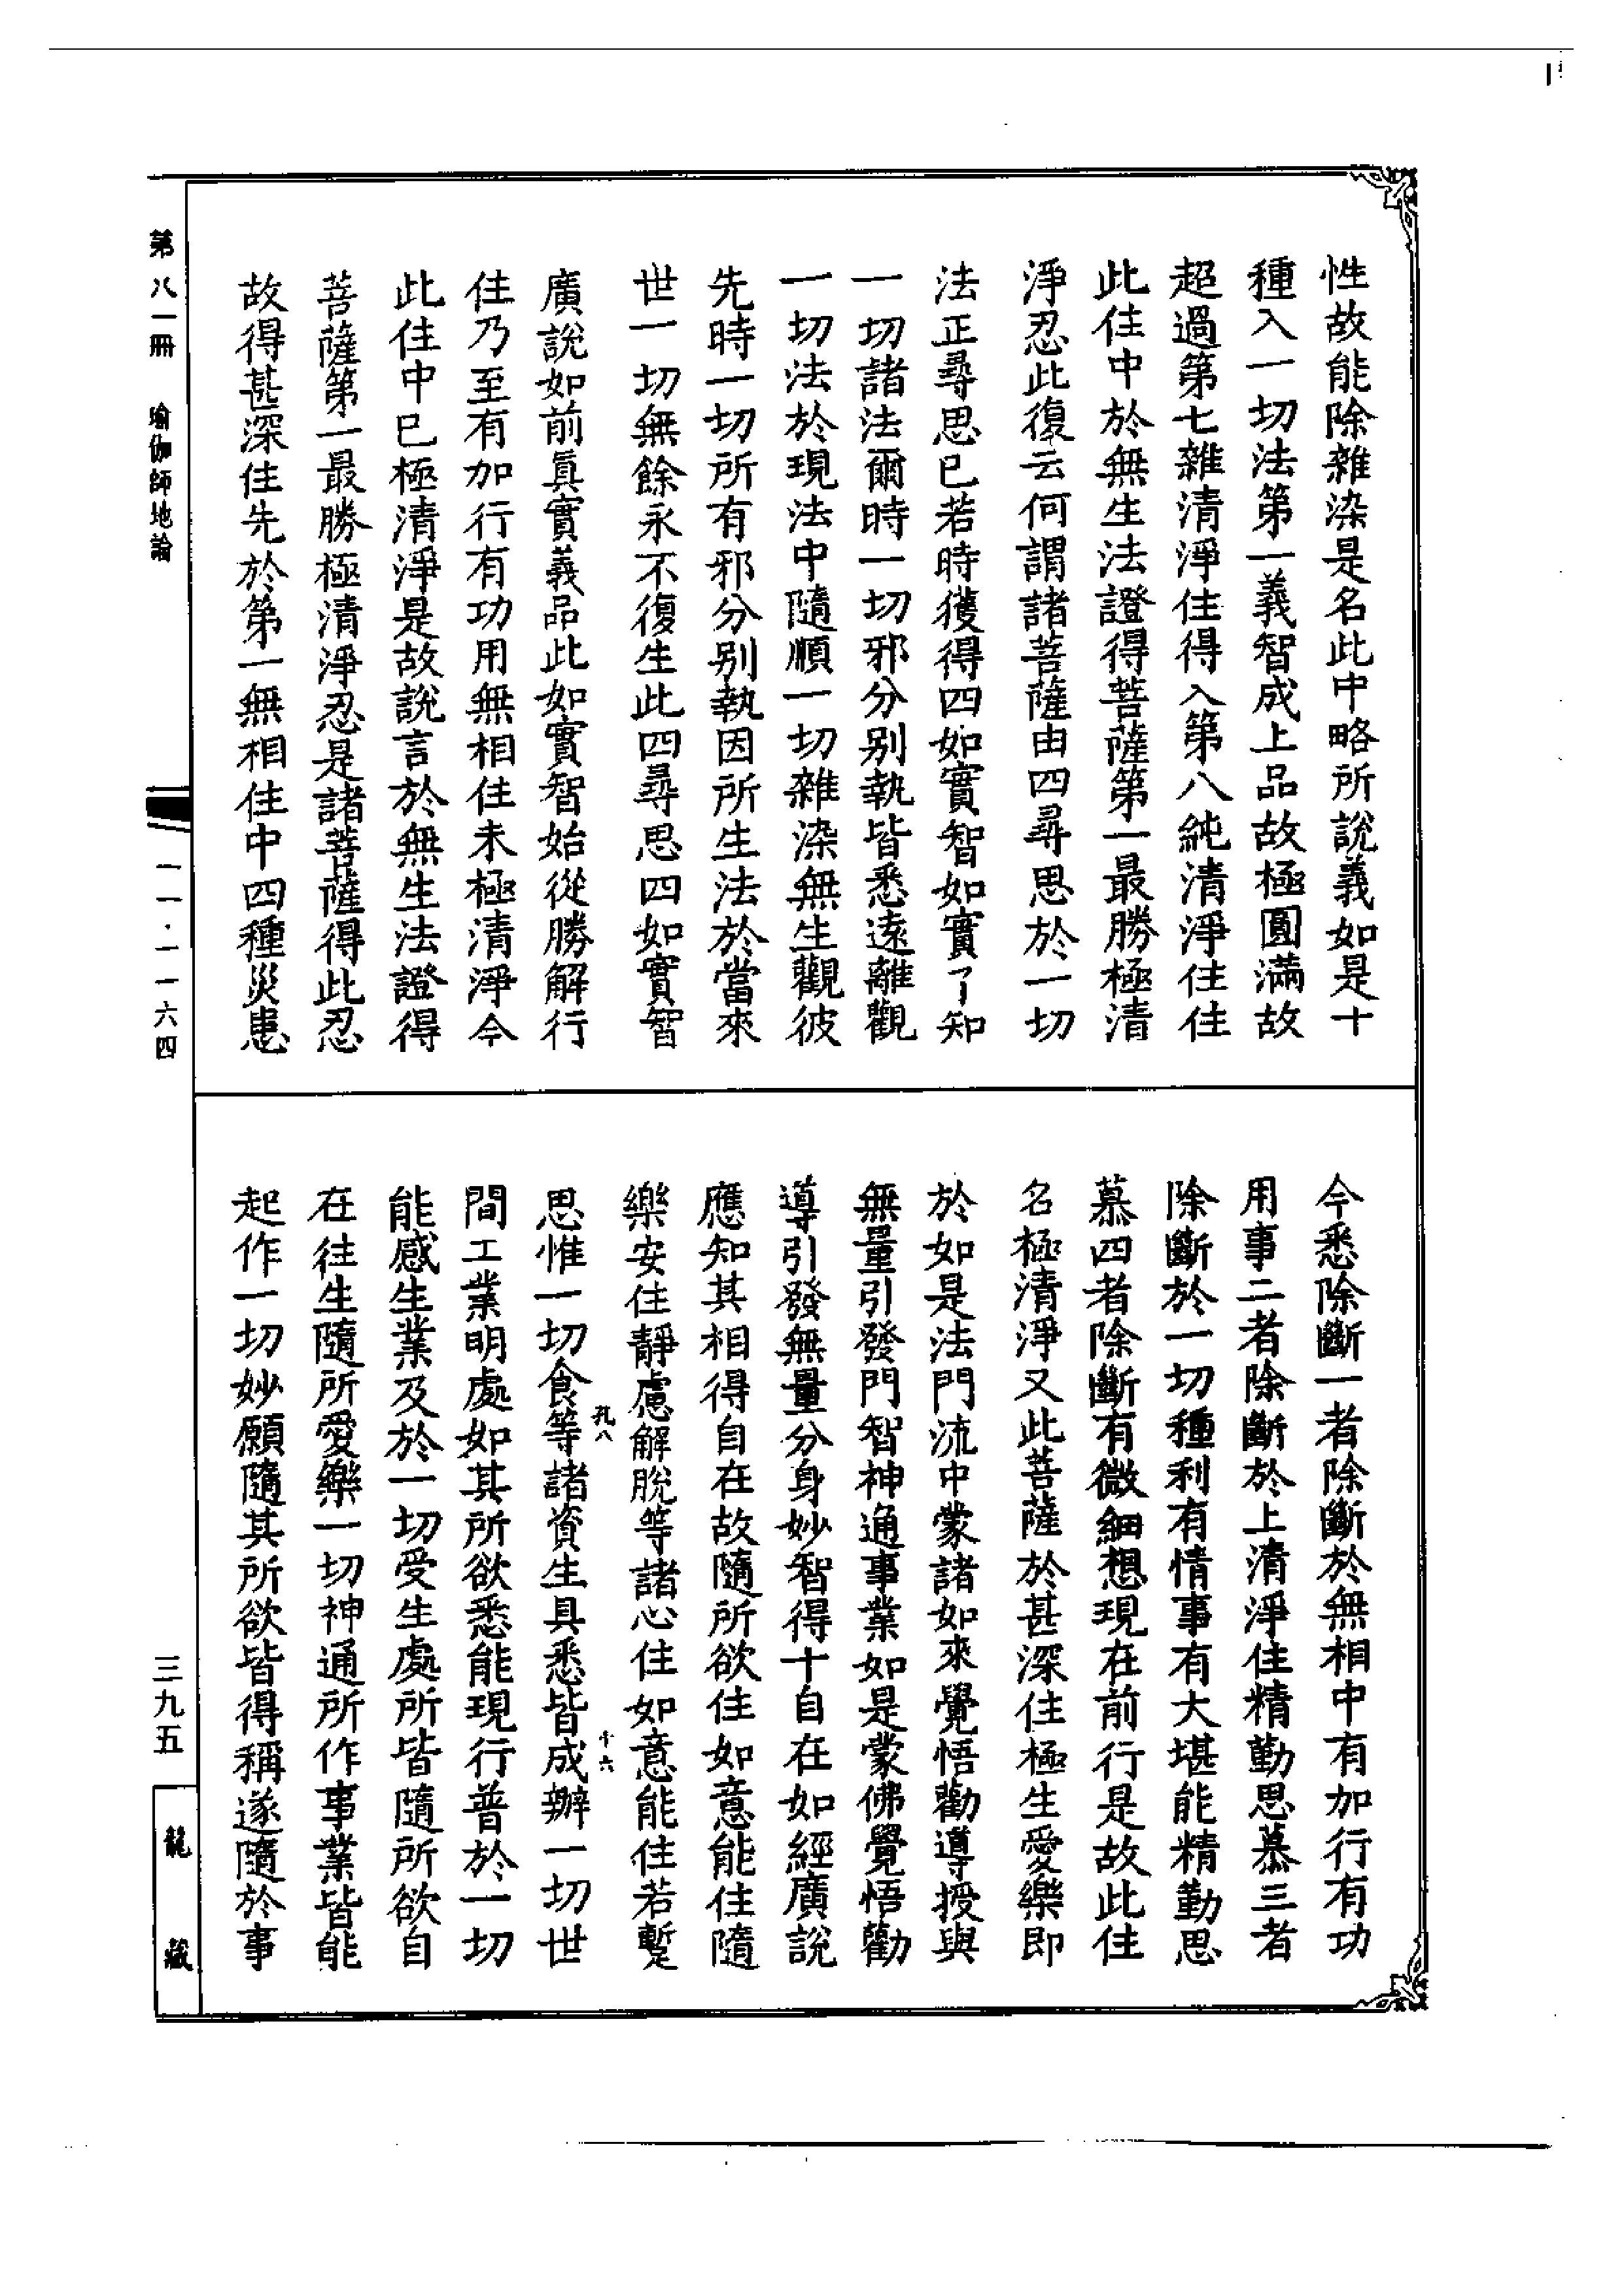 性故能除雜染是名此中略所說義如是十
種入一切法第一義智成上品故極圓滿故
超過第七雜清淨住得入第八純清淨住住
此住中於無生法證得菩薩第一最勝極清
淨忍此復云何謂諸菩薩由四尋思於一切
法正尋思已若時獲得四如實智如實了知
一切諸法爾時一切邪分別執皆悉遠離觀
一切法於現法中隨順一切雜染無生觀彼
先時一切所有邪分別執因所生法於當來
世一切無餘永不復生此四尋思四如實智
廣說如前真實義品此如實智始從勝解行
住乃至有加行有功用無相住未極清淨今
此住中已極清淨是故說言於無生法證得
菩薩第一最勝極清淨忍是諸菩薩得此忍
故得甚深住先於第一無相住中四種災患
今悉除斷一者除斷於無相中有加行有功
用事二者除斷於上清淨住精勤思慕三者
除斷於一切種利有情事有大堪能精勤思
慕四者除斷有微細想現在前行是故此住
名極清淨又此菩薩於甚深住極生愛樂即
於如是法門流中蒙諸如來覺悟勸導授與
無量引發門智神通事業如是蒙佛覺悟勸
導引發無量分身妙智得十自在如經廣說
應知其相得自在故隨所欲住如意能住隨
樂安住靜慮解脫等諸心住如意能住若蹔
孔八
十六
思惟一切食等諸資生具悉皆成辦一切世
間工業明處如其所欲悉能現行普於一切
能感生業及於一切受生處所皆隨所欲自
在往生隨所愛樂一切神通所作事業皆能
起作一切妙願隨其所欲皆得稱遂隨於事
第八一冊　瑜伽師地論
一一·一一六四
三九五
龍藏